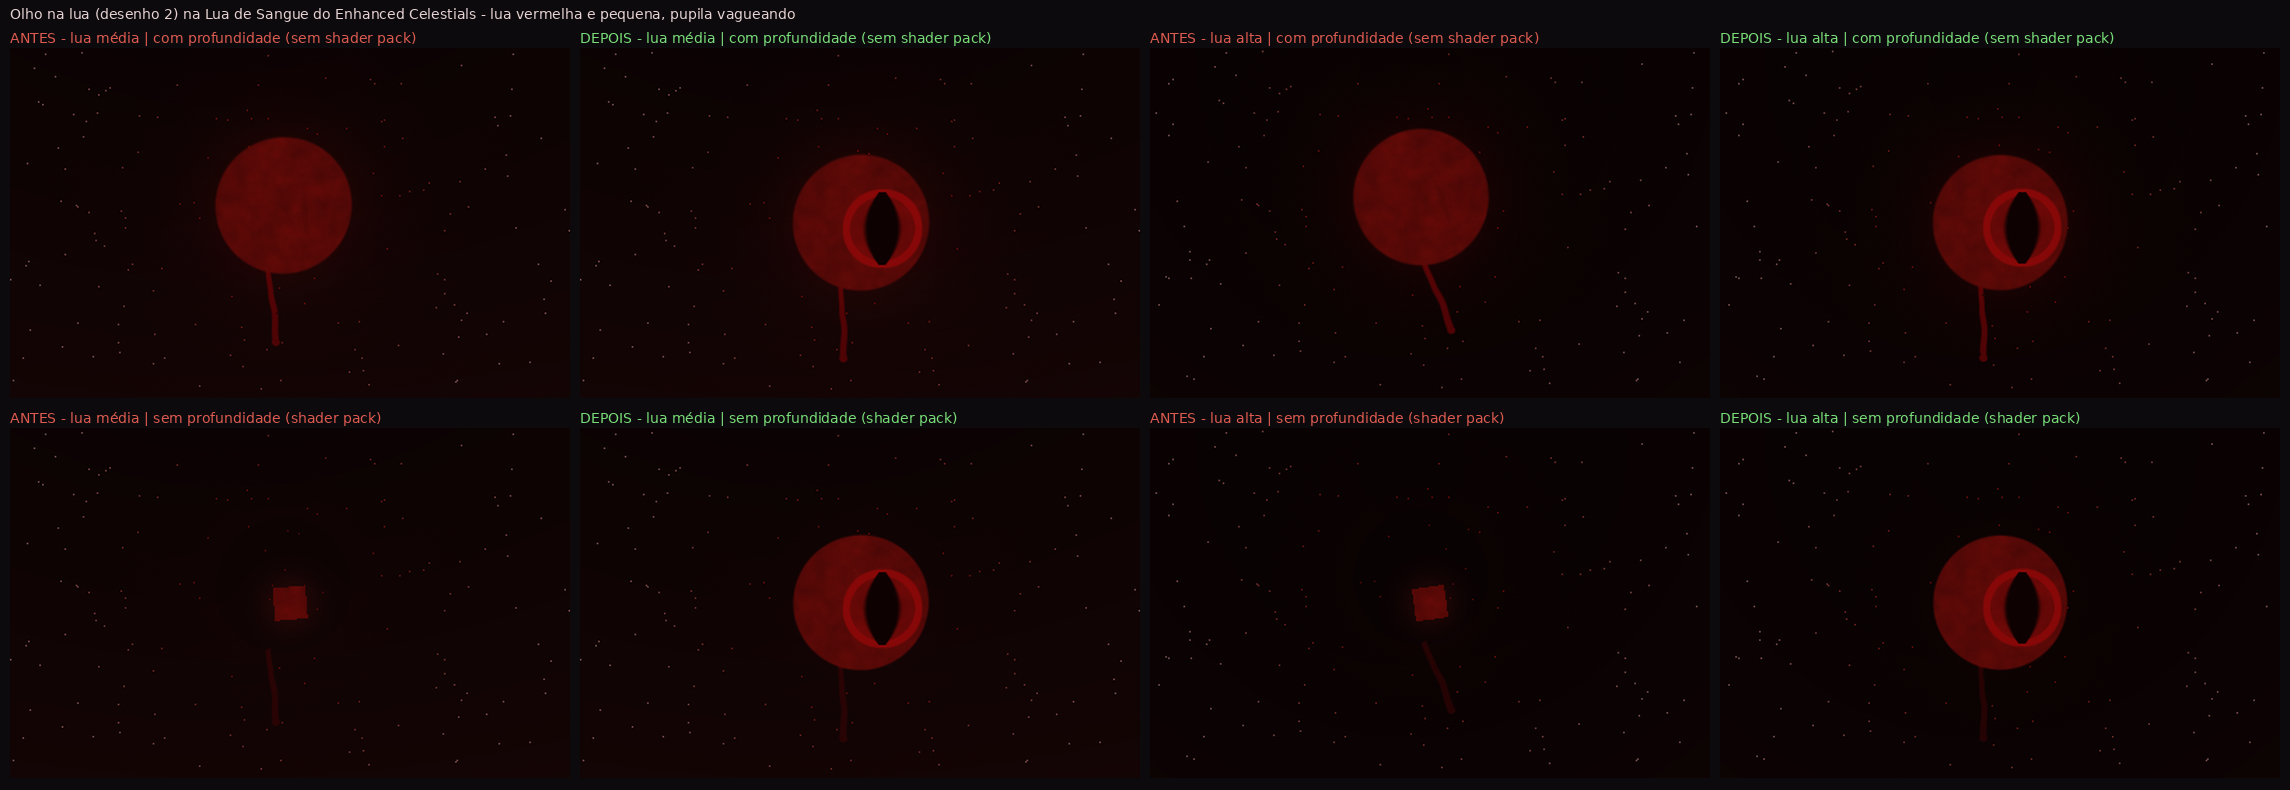 Olho na lua (desenho 2) na Lua de Sangue do Enhanced Celestials - lua vermelha e pequena, pupila vagueando
ANTES - lua média | com profundidade (sem shader pack)
DEPOIS - lua média | com profundidade (sem shader pack)
ANTES - lua alta | com profundidade (sem shader pack)
DEPOIS - lua alta | com profundidade (sem shader pack)
ANTES - lua média | sem profundidade (shader pack)
DEPOIS - lua média | sem profundidade (shader pack)
ANTES - lua alta | sem profundidade (shader pack)
DEPOIS - lua alta | sem profundidade (shader pack)